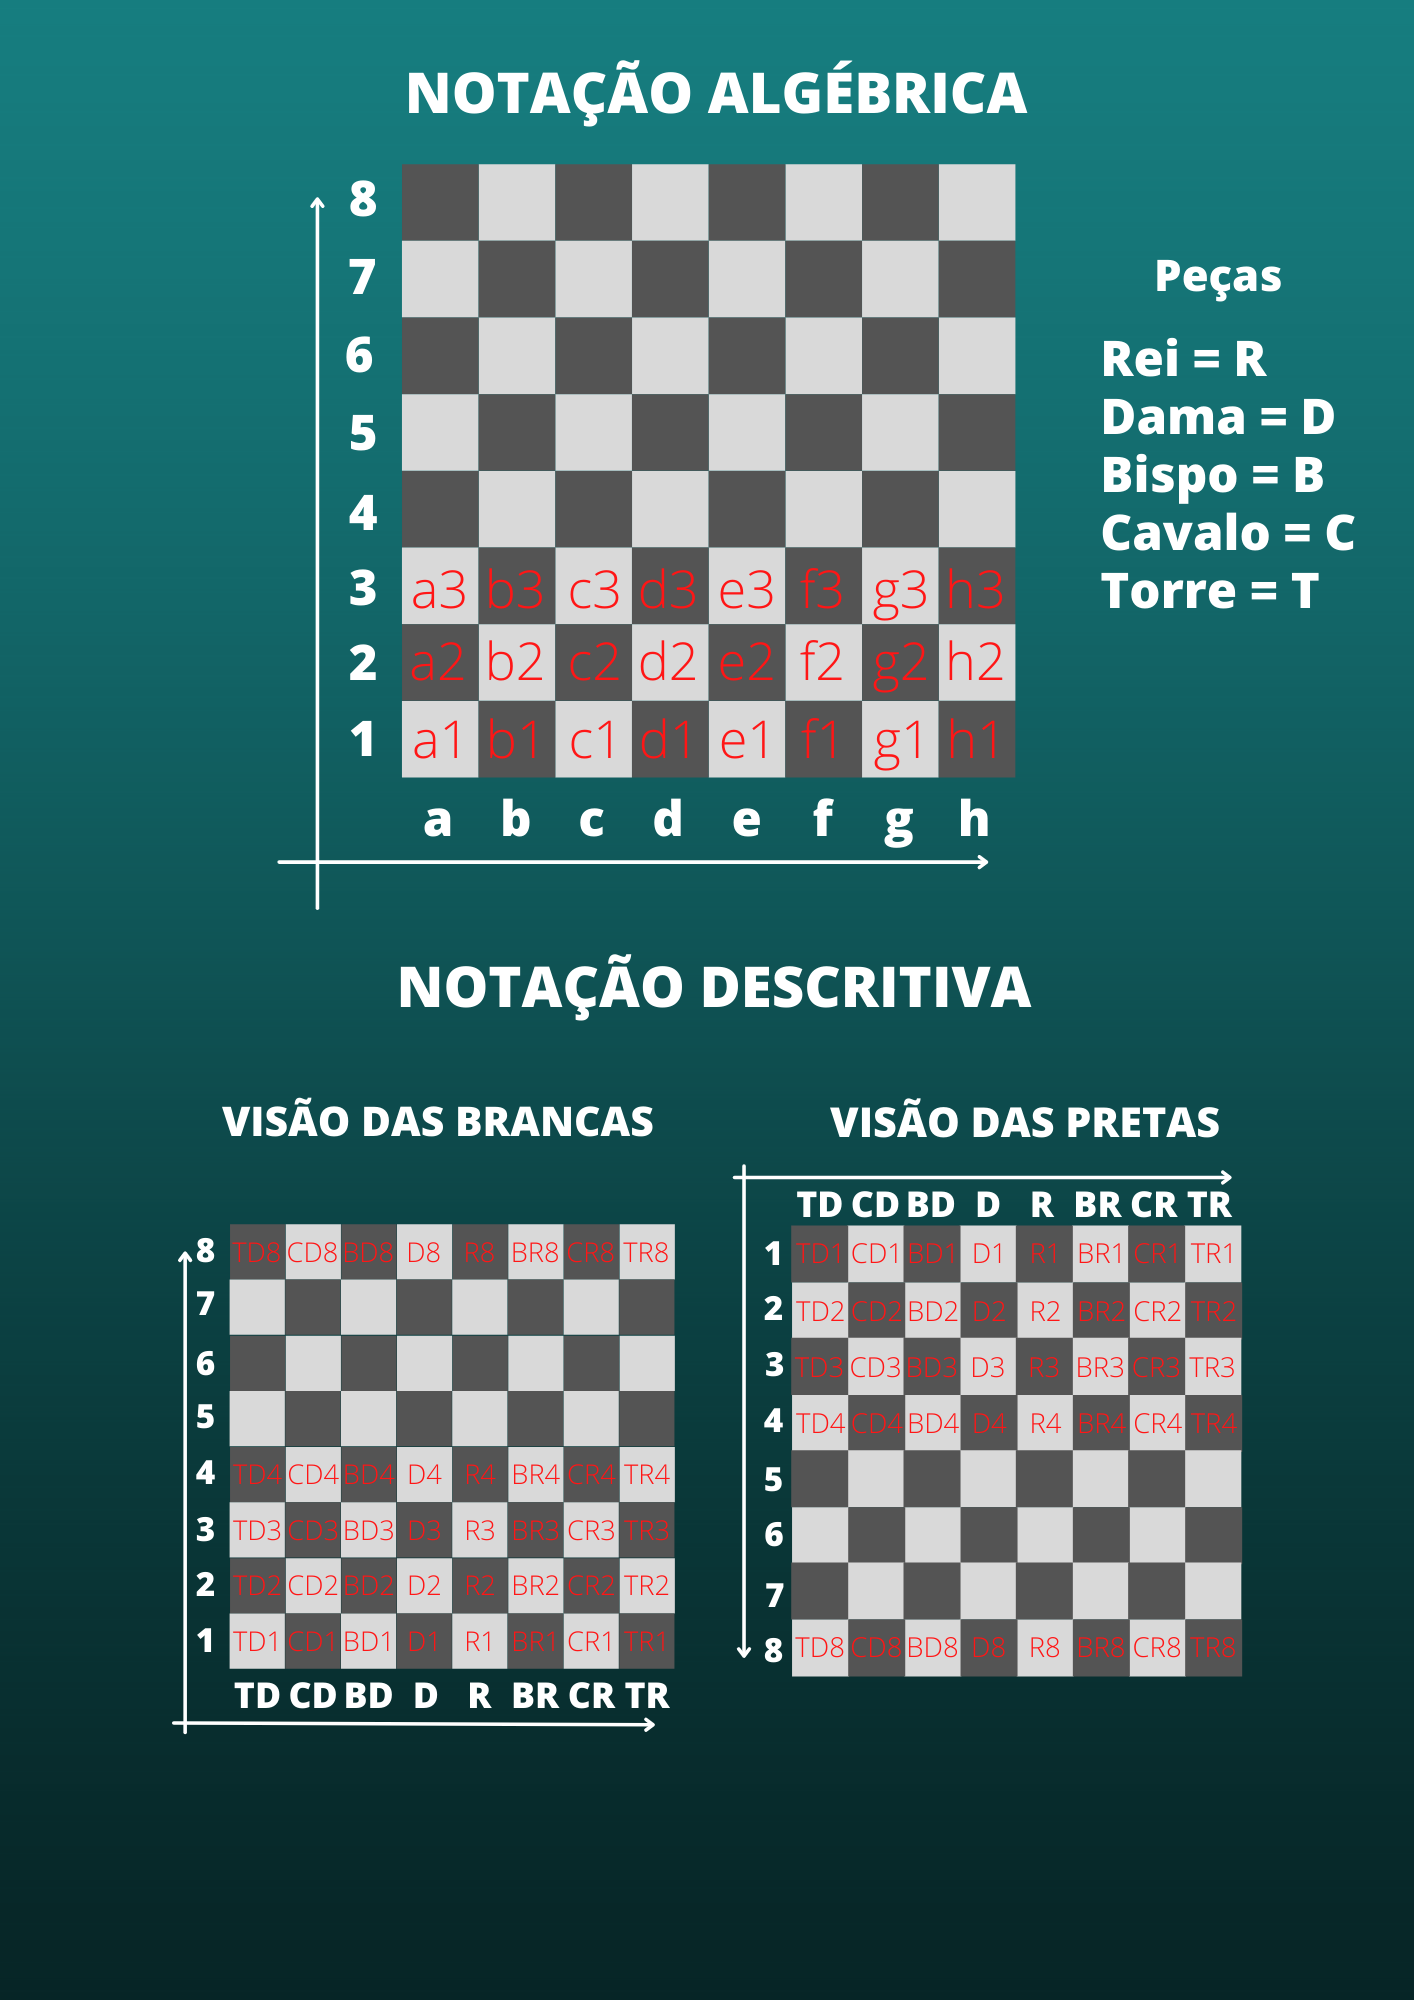 NOTAÇÃO ALGÉBRICA
8
7
6
5
4
3 a3 b3 c3 d3 e3 f3 g3 h3
2 a2 b2 c2 d2 e2 f2 g2 h2
1 a1 b1 c1 d1 e1 f1 g1 h1
a b c d e f g h
Peças
Rei = R
Dama = D
Bispo = B
Cavalo = C
Torre = T
NOTAÇÃO DESCRITIVA
VISÃO DAS BRANCAS
8 TD8 CD8 BD8 D8 R8 BR8 CR8 TR8
7
6
5
4 TD4 CD4 BD4 D4 R4 BR4 CR4 TR4
3 TD3 CD3 BD3 D3 R3 BR3 CR3 TR3
2 TD2 CD2 BD2 D2 R2 BR2 CR2 TR2
1 TD1 CD1 BD1 D1 R1 BR1 CR1 TR1
TD CD BD D R BR CR TR
VISÃO DAS PRETAS
TD CD BD D R BR CR TR
1 TD1 CD1 BD1 D1 R1 BR1 CR1 TR1
2 TD2 CD2 BD2 D2 R2 BR2 CR2 TR2
3 TD3 CD3 BD3 D3 R3 BR3 CR3 TR3
4 TD4 CD4 BD4 D4 R4 BR4 CR4 TR4
5
6
7
8 TD8 CD8 BD8 D8 R8 BR8 CR8 TR8